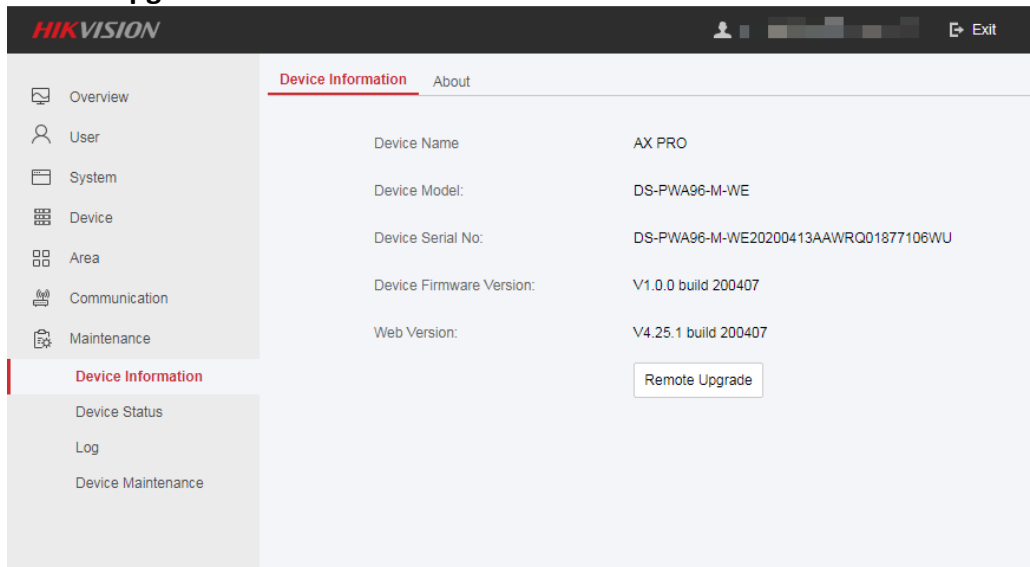 HIKVISION
Exit
Overview
User
System
Device
Area
Communication
Maintenance
Device Information
Device Status
Log
Device Maintenance
Device Information About
Device Name AX PRO
Device Model: DS-PWA96-M-WE
Device Serial No: DS-PWA96-M-WE20200413AAWRQ01877106WU
Device Firmware Version: V1.0.0 build 200407
Web Version: V4.25.1 build 200407
Remote Upgrade